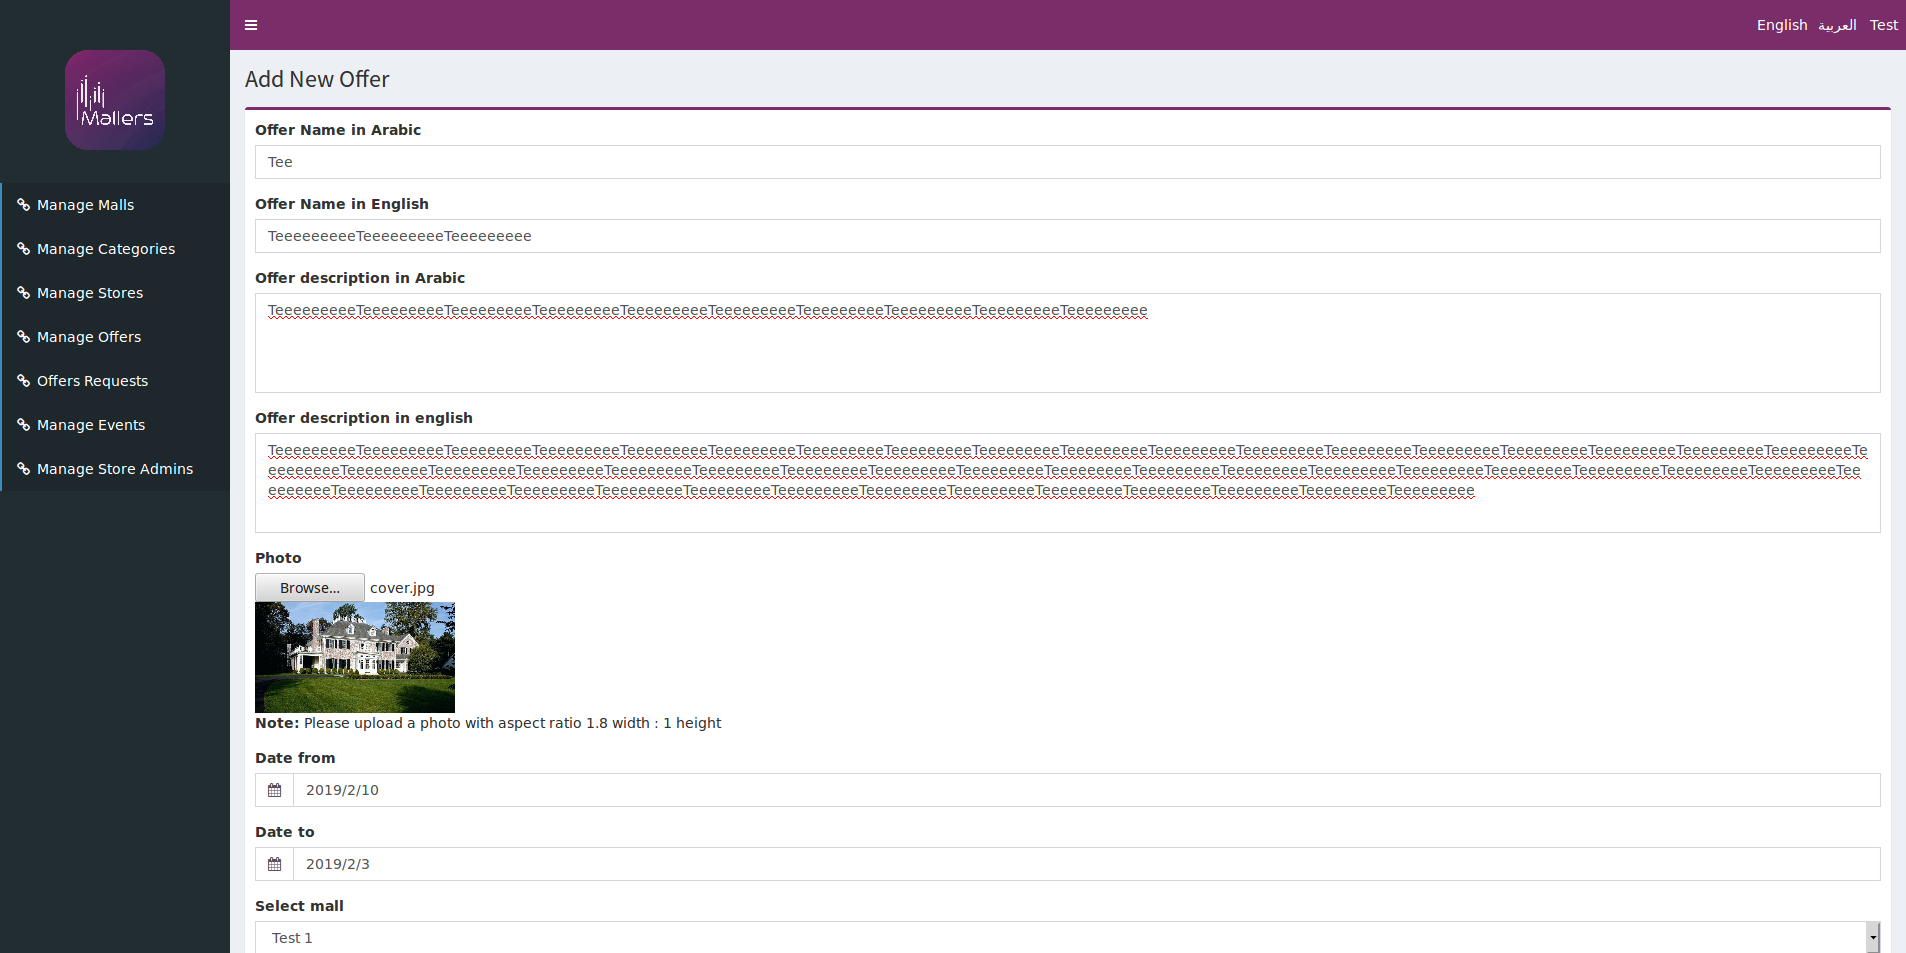 Mallers
English العربية Test
Manage Malls
Manage Categories
Manage Stores
Manage Offers
Offers Requests
Manage Events
Manage Store Admins
Add New Offer
Offer Name in Arabic
Tee
Offer Name in English
TeeeeeeeeeTeeeeeeeeeTeeeeeeeee
Offer description in Arabic
TeeeeeeeeeTeeeeeeeeeTeeeeeeeeeTeeeeeeeeeTeeeeeeeeeTeeeeeeeeeTeeeeeeeeeTeeeeeeeeeTeeeeeeeeeTeeeeeeeee
Offer description in english
TeeeeeeeeeTeeeeeeeeeTeeeeeeeeeTeeeeeeeeeTeeeeeeeeeTeeeeeeeeeTeeeeeeeeeTeeeeeeeeeTeeeeeeeeeTeeeeeeeeeTeeeeeeeeeTeeeeeeeeeTeeeeeeeeeTeeeeeeeeeTeeeeeeeeeTeeeeeeeeeTeeeeeeeeeTeeeeeeeeeTe
eeeeeeeeTeeeeeeeeeTeeeeeeeeeTeeeeeeeeeTeeeeeeeeeTeeeeeeeeeTeeeeeeeeeTeeeeeeeeeTeeeeeeeeeTeeeeeeeeeTeeeeeeeeeTeeeeeeeeeTeeeeeeeeeTeeeeeeeeeTeeeeeeeeeTeeeeeeeeeTeeeeeeeeeTeeeeeeeeeTee
eeeeeeeTeeeeeeeeeTeeeeeeeeeTeeeeeeeeeTeeeeeeeeeTeeeeeeeeeTeeeeeeeeeTeeeeeeeeeTeeeeeeeeeTeeeeeeeeeTeeeeeeeeeTeeeeeeeeeTeeeeeeeeeTeeeeeeeee
Photo
Browse... cover.jpg
Note: Please upload a photo with aspect ratio 1.8 width : 1 height
Date from
2019/2/10
Date to
2019/2/3
Select mall
Test 1